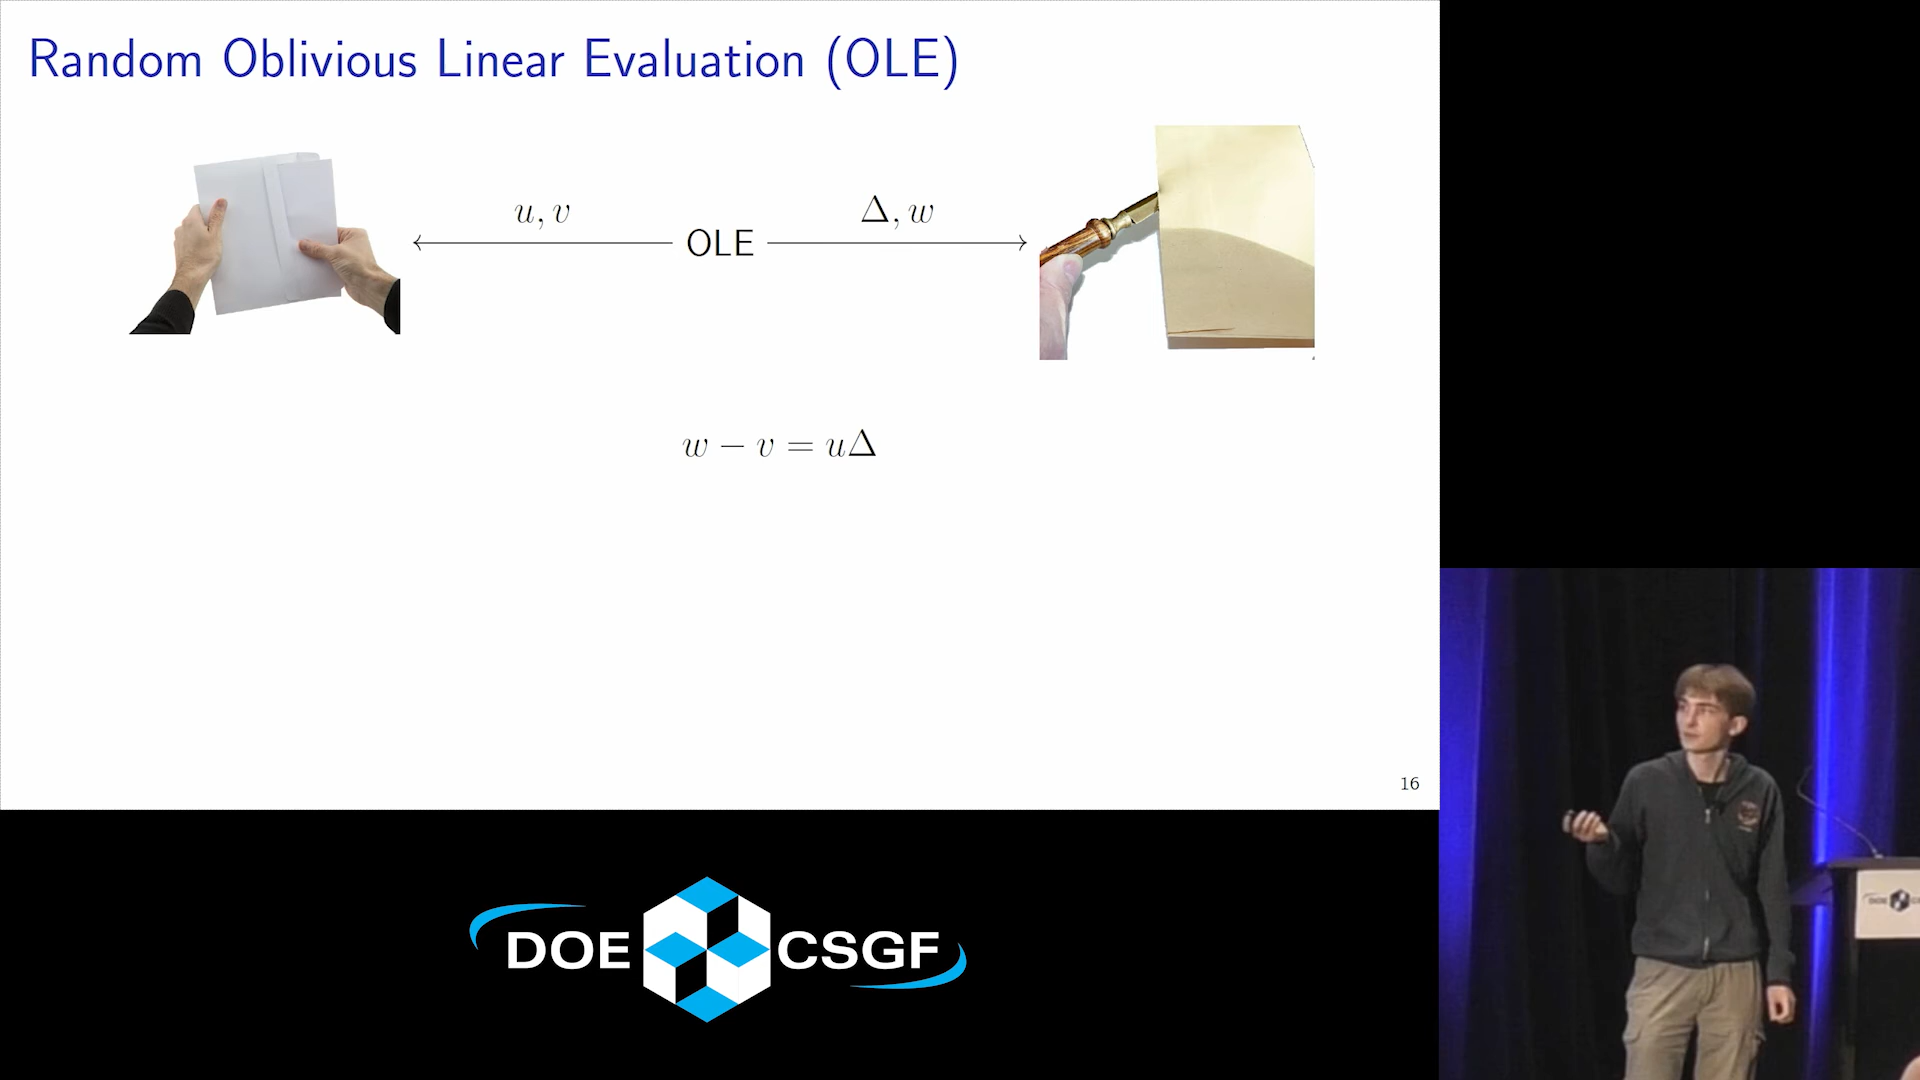 Random Oblivious Linear Evaluation (OLE)
u, v
OLE
Δ, w
w − v = uΔ
16
DOE CSGF